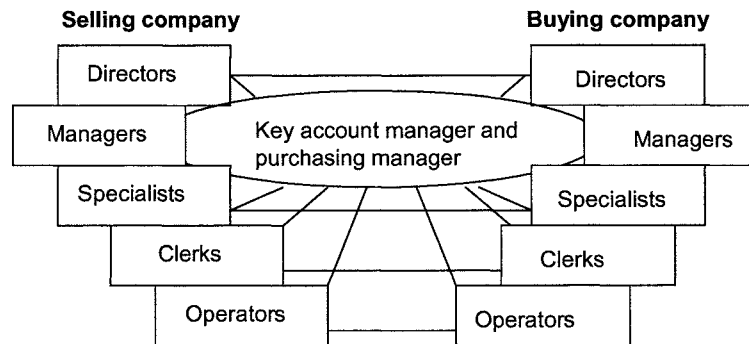 Selling company
Buying company
Directors
Directors
Managers
Key account manager and
purchasing manager
Managers
Specialists
Specialists
Clerks
Clerks
Operators
Operators